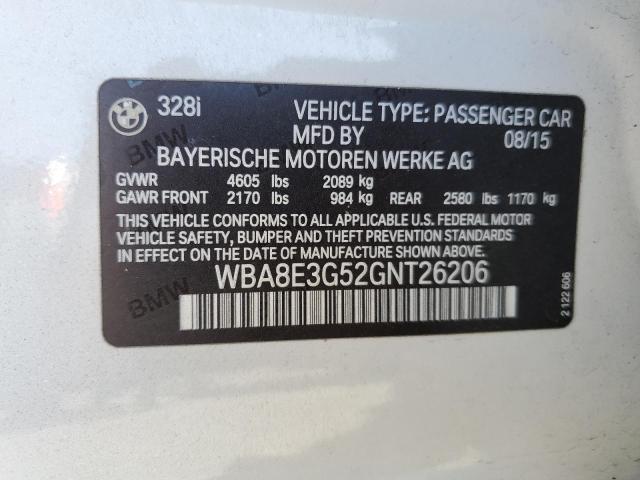 328i VEHICLE TYPE: PASSENGER CAR
MFD BY 08/15
BAYERISCHE MOTOREN WERKE AG
GVWR 4605 lbs 2089 kg
GAWR FRONT 2170 lbs 984 kg REAR 2580 lbs 1170 kg
THIS VEHICLE CONFORMS TO ALL APPLICABLE U.S. FEDERAL MOTOR
VEHICLE SAFETY, BUMPER AND THEFT PREVENTION STANDARDS
IN EFFECT ON THE DATE OF MANUFACTURE SHOWN ABOVE.
WBA8E3G52GNT26206
2 122 606
BMW
BMW
BMW